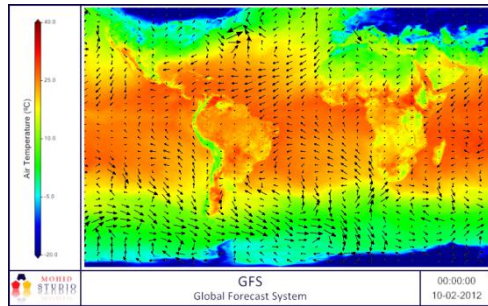 40.0
25.0
10.0
-5.0
-20.0
Air Temperature (ºC)
MOHID
STUDIO
GFS
Global Forecast System
00:00:00
10-02-2012